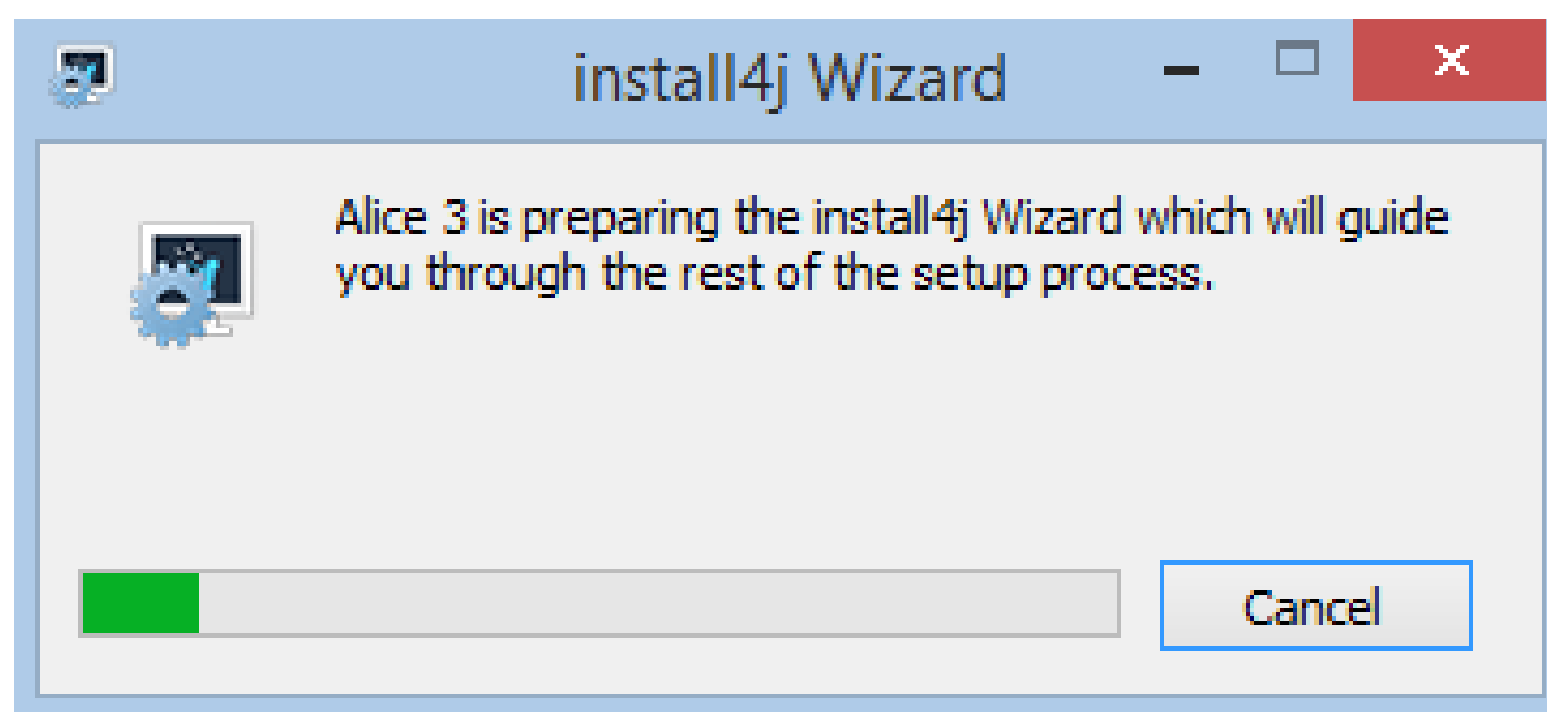 install4j Wizard
Alice 3 is preparing the install4j Wizard which will guide
you through the rest of the setup process.
Cancel